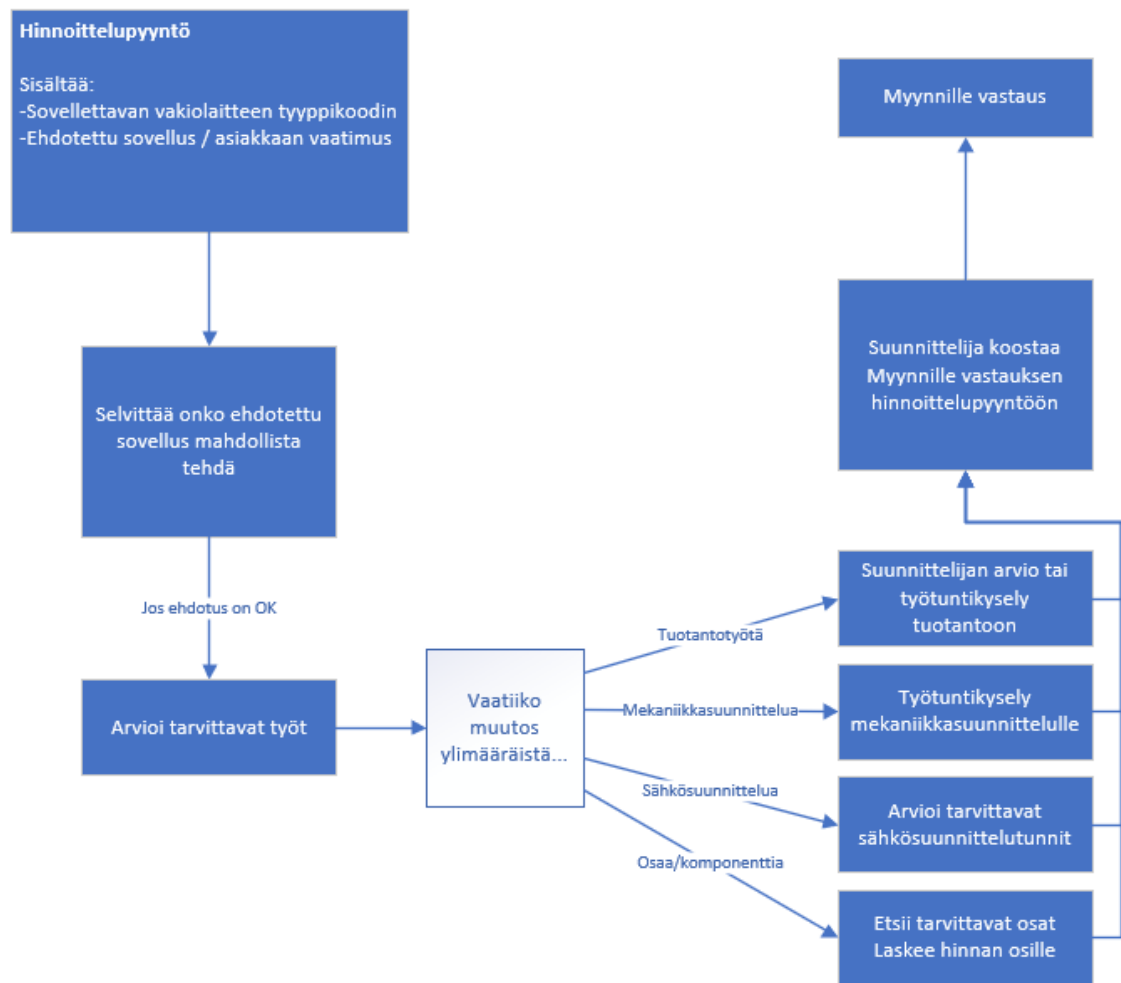 Hinnoittelupyyntö
Sisältää:
-Sovellettavan vakiolaitteen tyyppikoodin
-Ehdotettu sovellus / asiakkaan vaatimus
Selvittää onko ehdotettu
sovellus mahdollista
tehdä
Jos ehdotus on OK
Arvioi tarvittavat työt
Vaatiiko
muutos
ylimääräistä...
Tuotantotyötä
Mekaniikkasuunnittelua
Sähkösuunnittelua
Osaa/komponenttia
Suunnittelijan arvio tai
työtuntikysely
tuotantoon
Työtuntikysely
mekaniikkasuunnittelulle
Arvioi tarvittavat
sähkösuunnittelutunnit
Etsii tarvittavat osat
Laskee hinnan osille
Suunnittelija koostaa
Myynnille vastauksen
hinnoittelupyyntöön
Myynnille vastaus